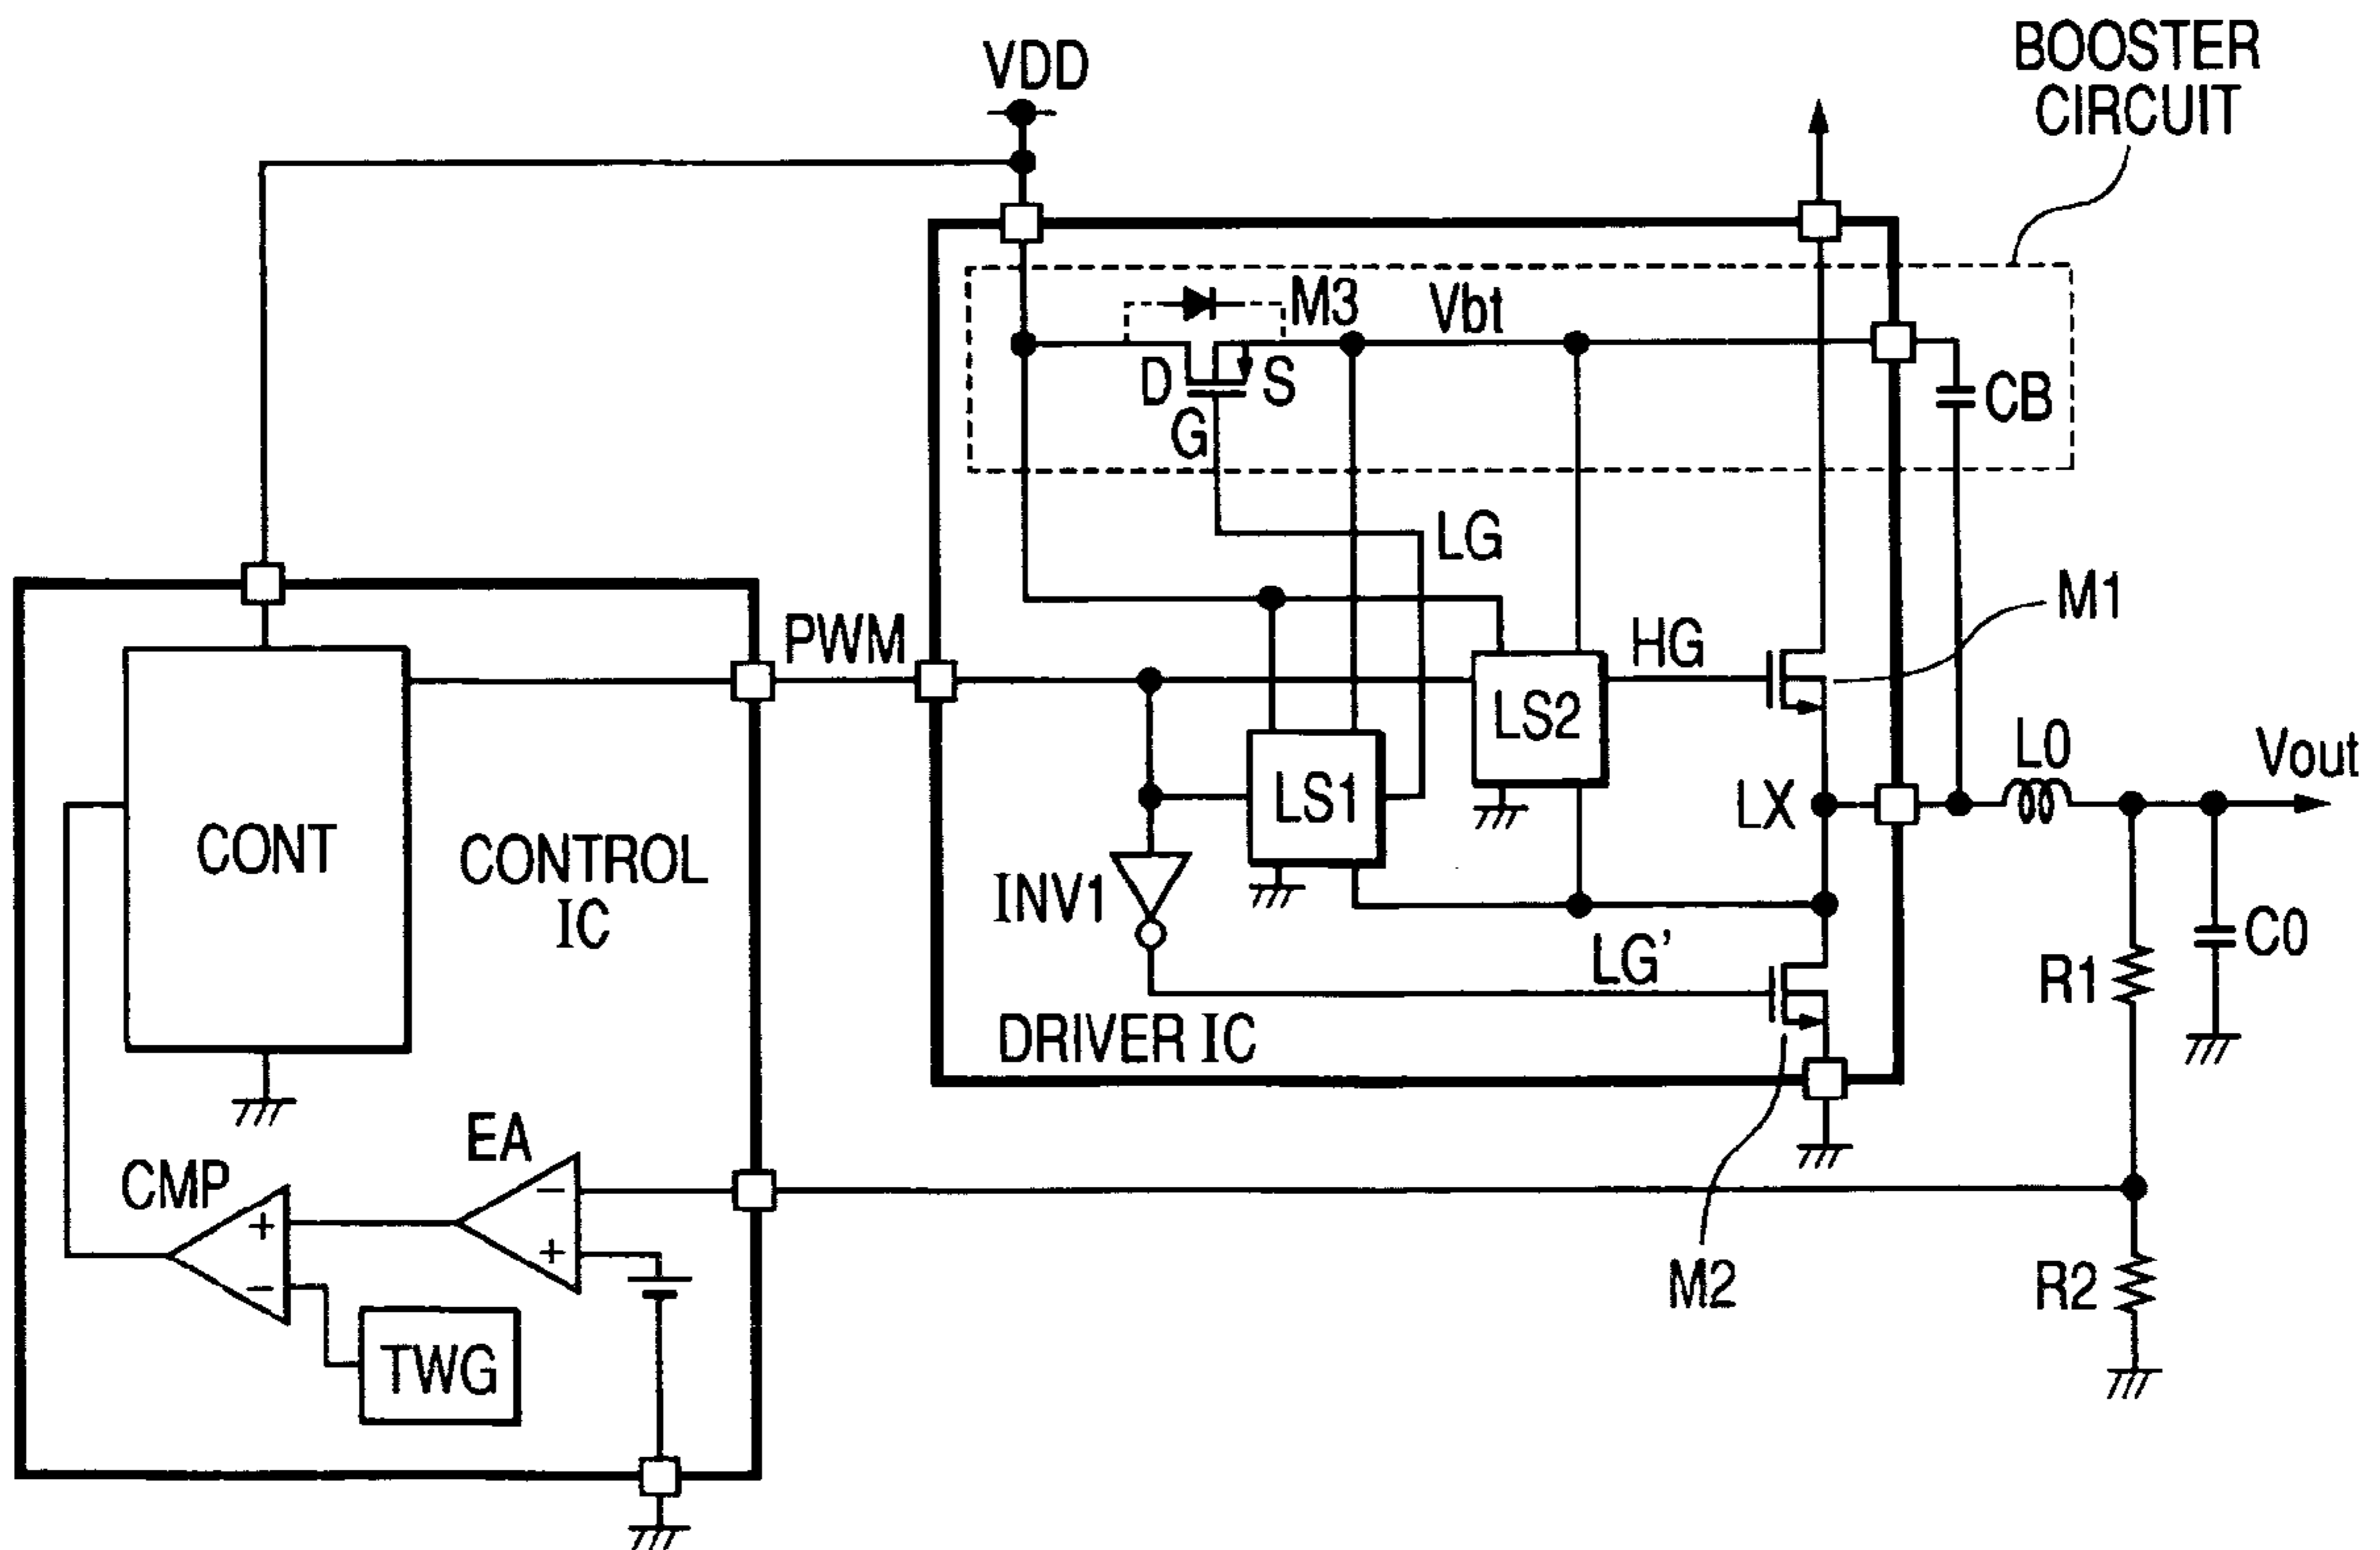 BOOSTER
CIRCUIT
VDD
M3
Vbt
D
S
G
CB
LG
M1
PWM
HG
LS2
LS1
L0
Vout
LX
CONT
CONTROL
IC
INV1
LG'
C0
R1
DRIVER IC
EA
−
+
CMP
+
−
M2
R2
TWG